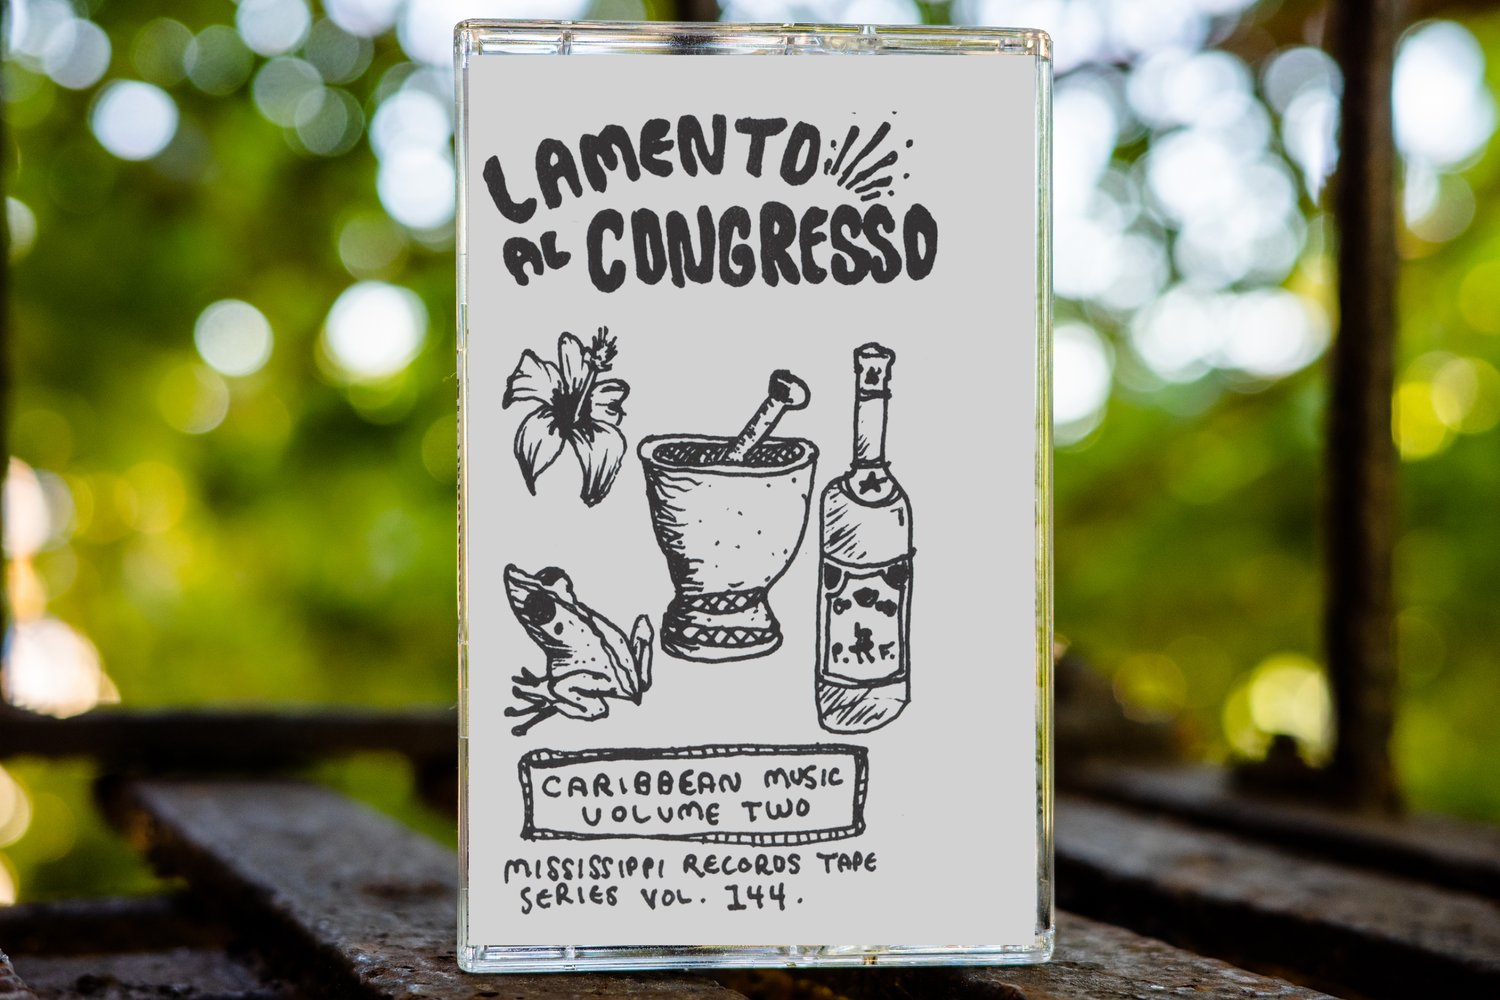 LAMENTO
AL CONGRESSO
P. R. F.
CARIBBEAN MUSIC
VOLUME TWO
MISSISSIPPI RECORDS TAPE
SERIES VOL. 144.